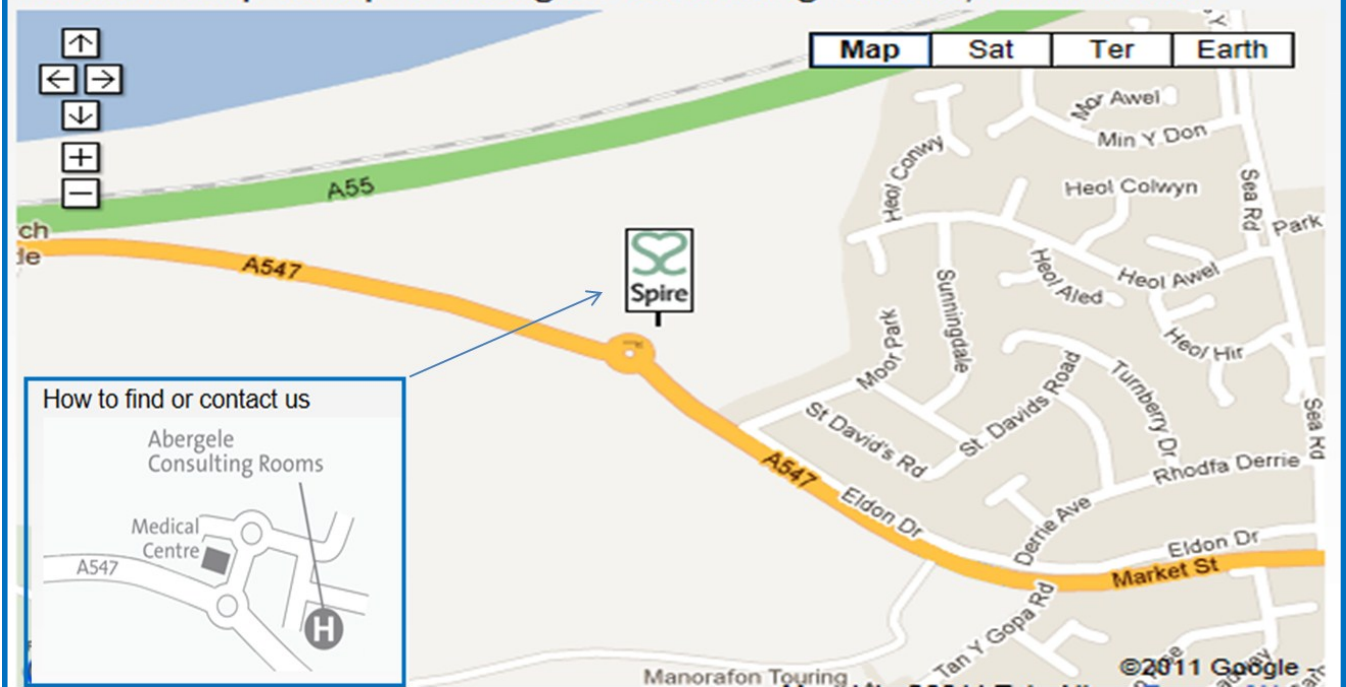 Map
Sat
Ter
Earth
A55
ch
de
A547
Spire
Mor Awel
Min Y Don
Heol Conwy
Heol Colwyn
Sea Rd
Park
Heol Awel
Heol Aled
Sunningdale
Moor Park
Heol Hir
Turnberry Dr
St. Davids Road
St David's Rd
Sea Rd
Rhodfa Derrie
A547
Eldon Dr
Derrie Ave
Eldon Dr
Market St
Tan Y Gopa Rd
Manorafon Touring
©2011 Google -
How to find or contact us
Abergele
Consulting Rooms
Medical
Centre
A547
H